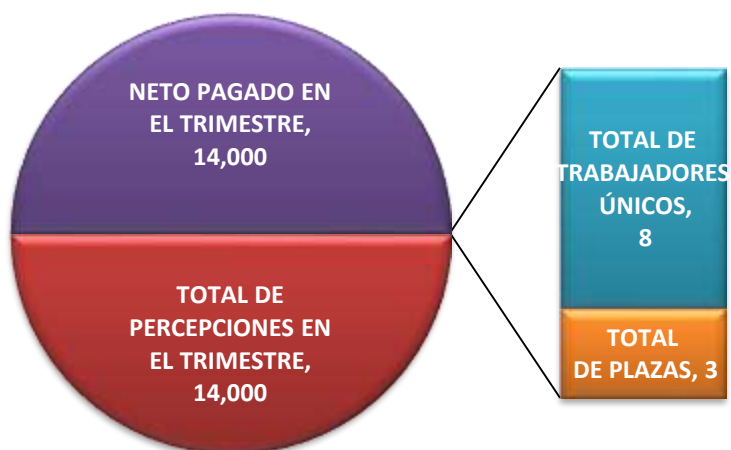 NETO PAGADO EN
EL TRIMESTRE,
14,000
TOTAL DE
PERCEPCIONES EN
EL TRIMESTRE,
14,000
TOTAL DE
TRABAJADORES
ÚNICOS,
8
TOTAL
DE PLAZAS, 3